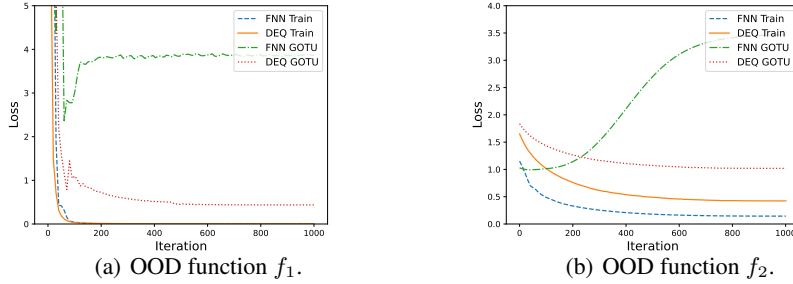 5
4
3
2
1
0
Loss
0
200
400
600
800
1000
Iteration
FNN Train
DEQ Train
FNN GOTU
DEQ GOTU
(a) OOD function f₁.
4.0
3.5
3.0
2.5
2.0
1.5
1.0
0.5
0.0
Loss
0
200
400
600
800
1000
Iteration
FNN Train
DEQ Train
FNN GOTU
DEQ GOTU
(b) OOD function f₂.